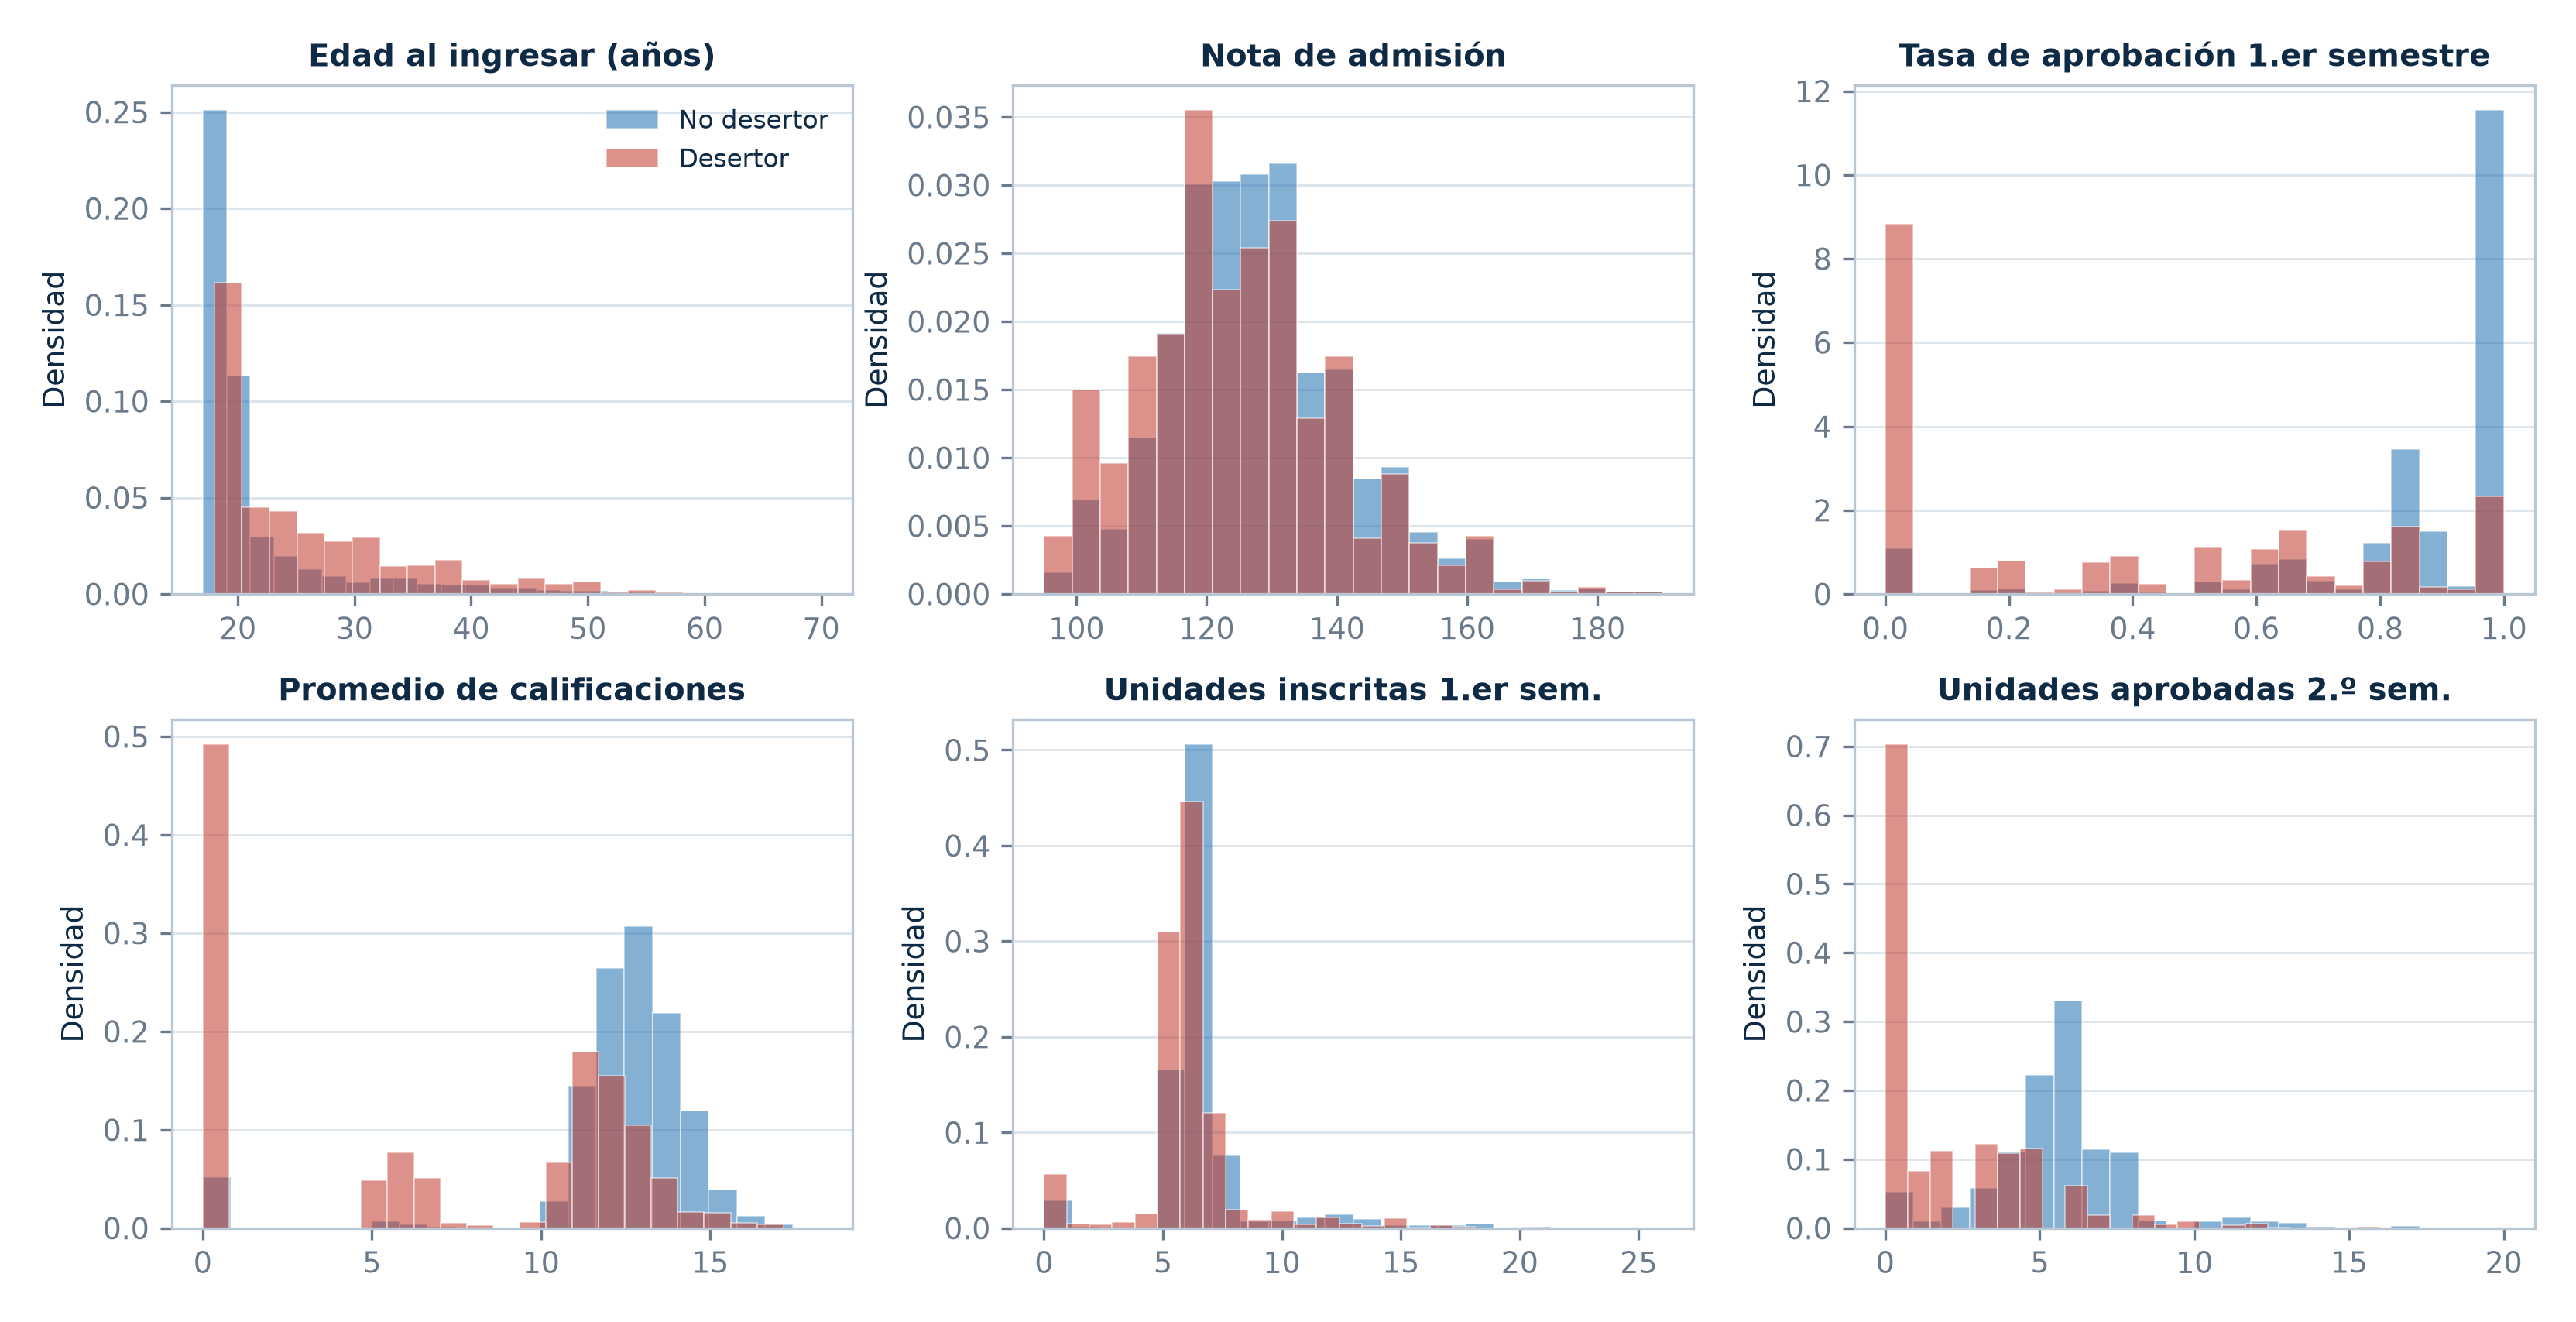 Edad al ingresar (años)
Densidad
0.25
0.20
0.15
0.10
0.05
0.00
20 30 40 50 60 70
No desertor
Desertor
Nota de admisión
Densidad
0.035
0.030
0.025
0.020
0.015
0.010
0.005
0.000
100 120 140 160 180
Tasa de aprobación 1.er semestre
Densidad
12
10
8
6
4
2
0
0.0 0.2 0.4 0.6 0.8 1.0
Promedio de calificaciones
Densidad
0.5
0.4
0.3
0.2
0.1
0.0
0 5 10 15
Unidades inscritas 1.er sem.
Densidad
0.5
0.4
0.3
0.2
0.1
0.0
0 5 10 15 20 25
Unidades aprobadas 2.º sem.
Densidad
0.7
0.6
0.5
0.4
0.3
0.2
0.1
0.0
0 5 10 15 20